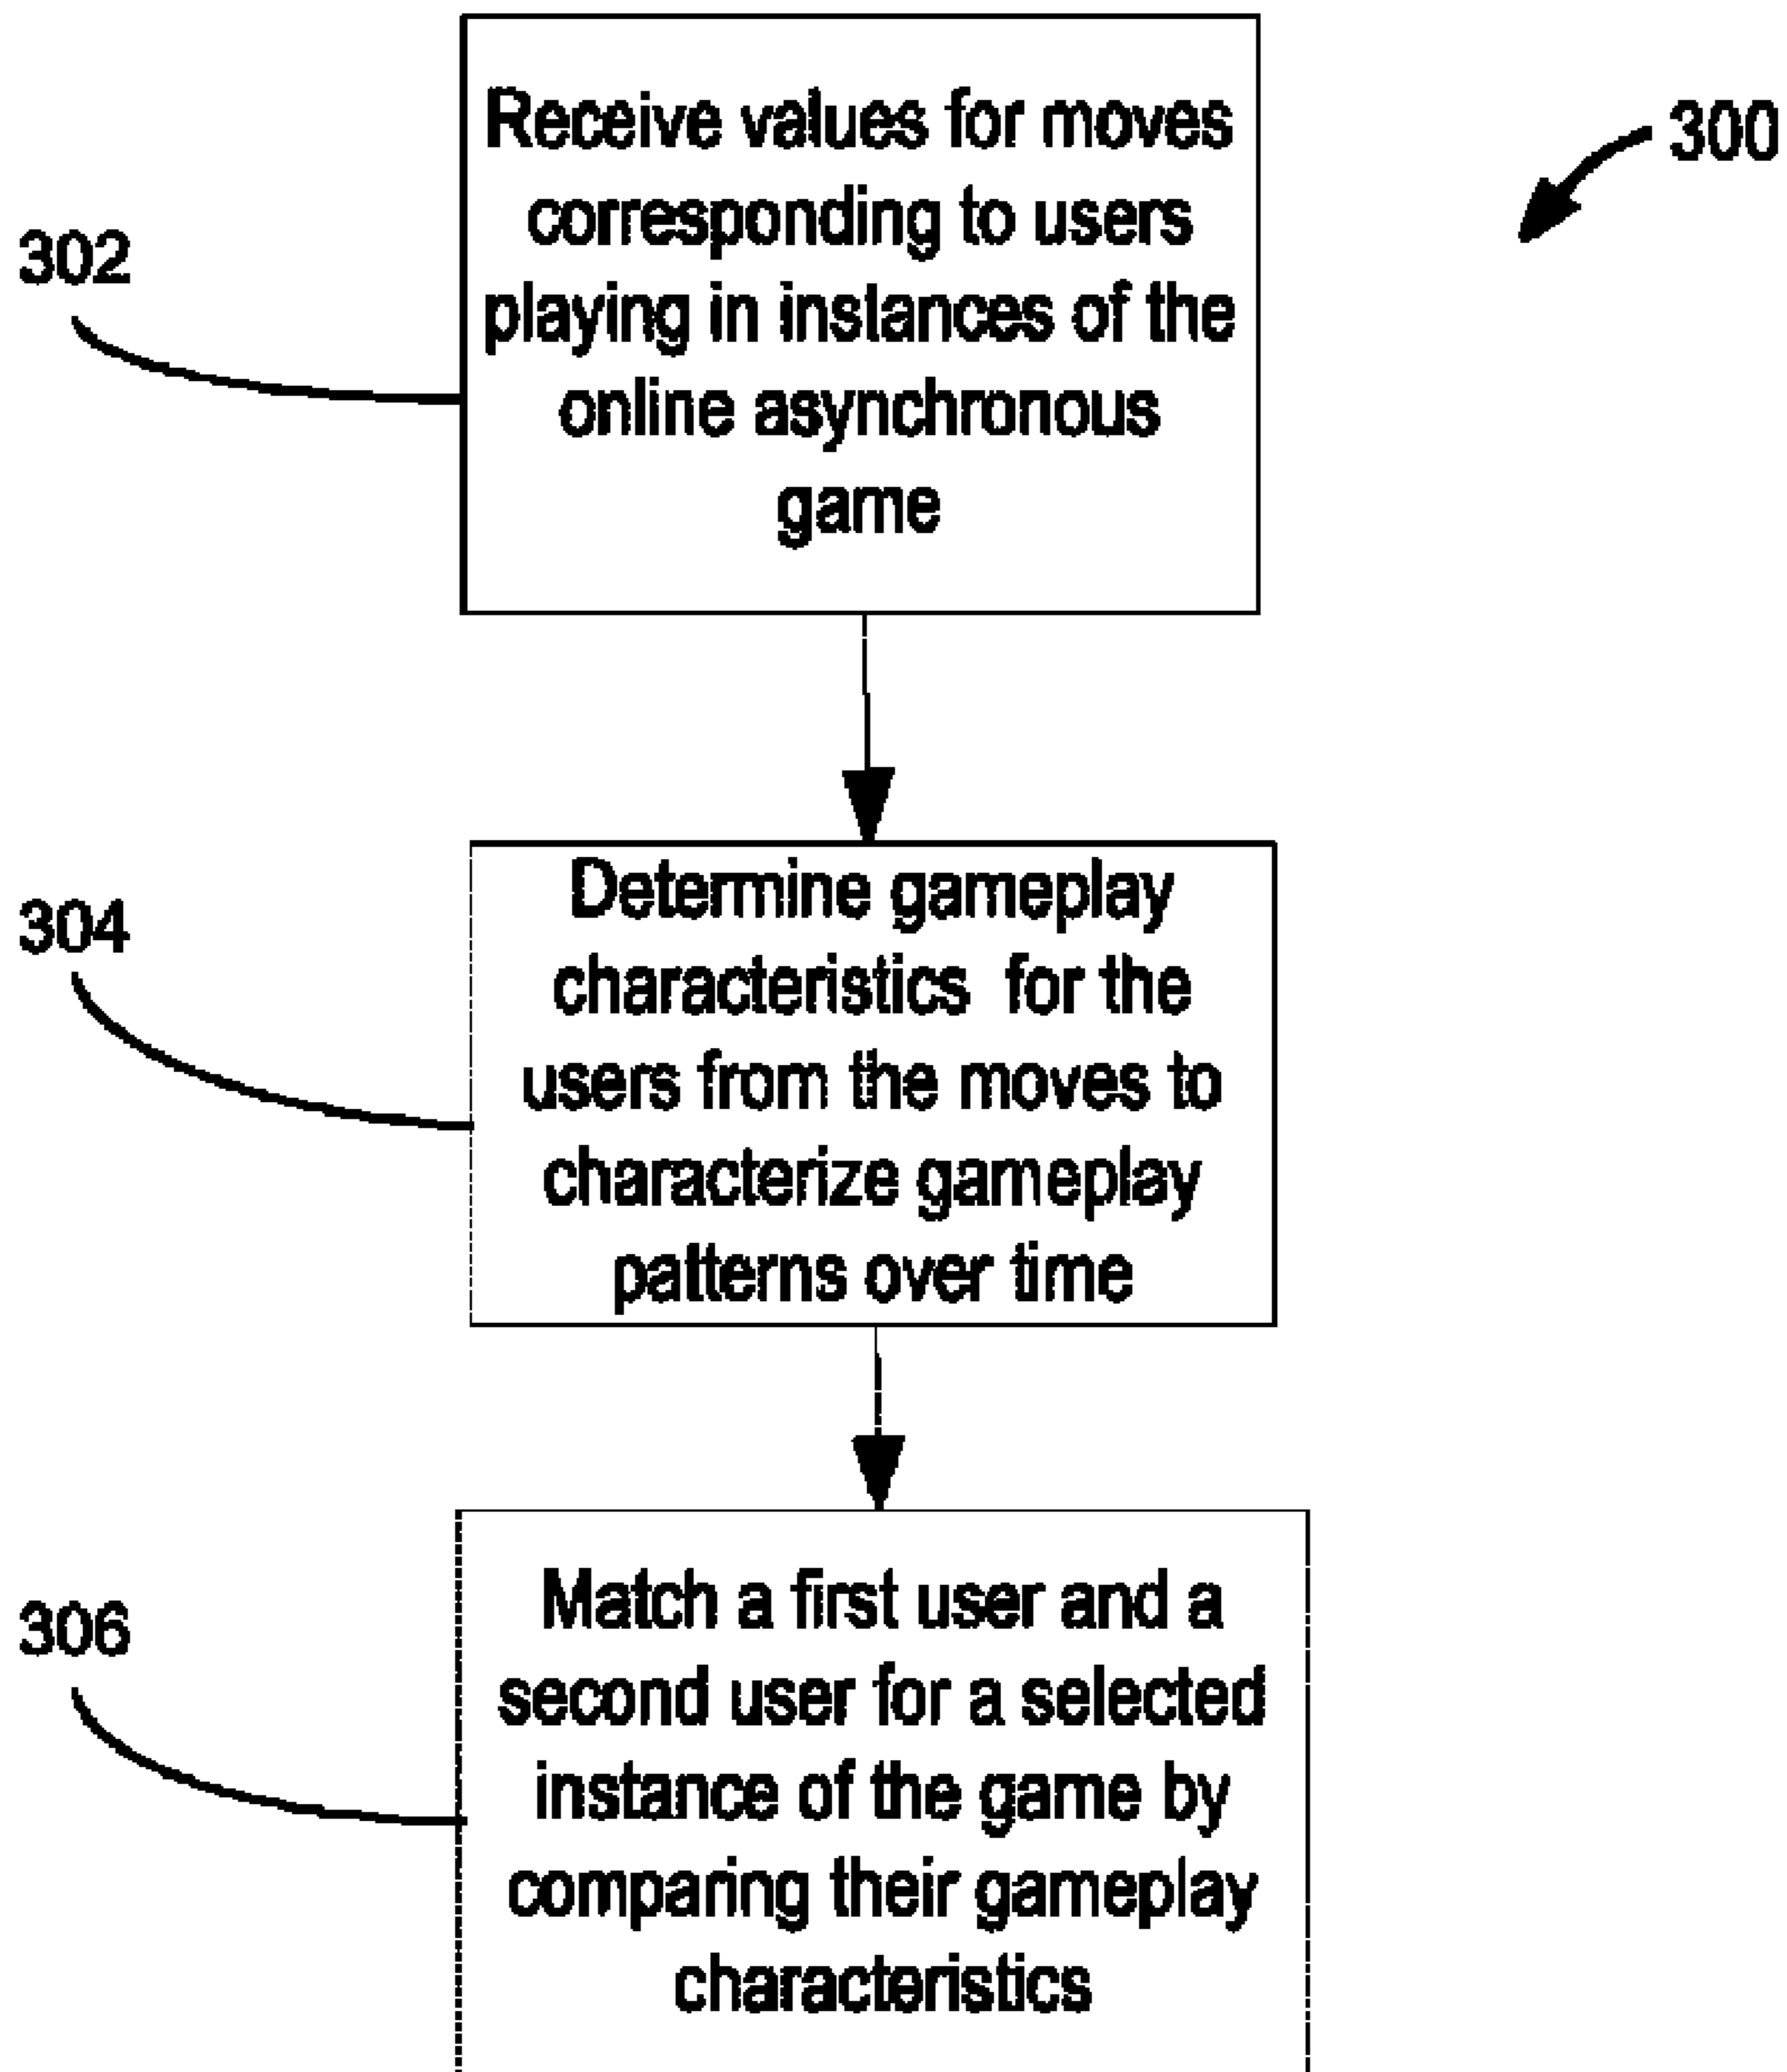 Receive values for moves
corresponding to users
playing in instances of the
online asynchronous
game
300
302
Determine gameplay
characteristics for the
users from the moves to
characterize gameplay
patterns over time
304
Match a first user and a
second user for a selected
instance of the game by
comparing their gameplay
characteristics
306